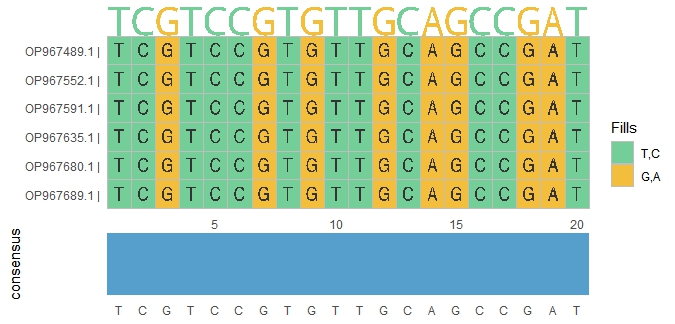 TCGTCCGTGTTGCAGCCGAT
OP967489.1 | T C G T C C G T G T T G C A G C C G A T
OP967552.1 | T C G T C C G T G T T G C A G C C G A T
OP967591.1 | T C G T C C G T G T T G C A G C C G A T
OP967635.1 | T C G T C C G T G T T G C A G C C G A T
OP967680.1 | T C G T C C G T G T T G C A G C C G A T
OP967689.1 | T C G T C C G T G T T G C A G C C G A T
Fills
T,C
G,A
5 10 15 20
consensus
T C G T C C G T G T T G C A G C C G A T